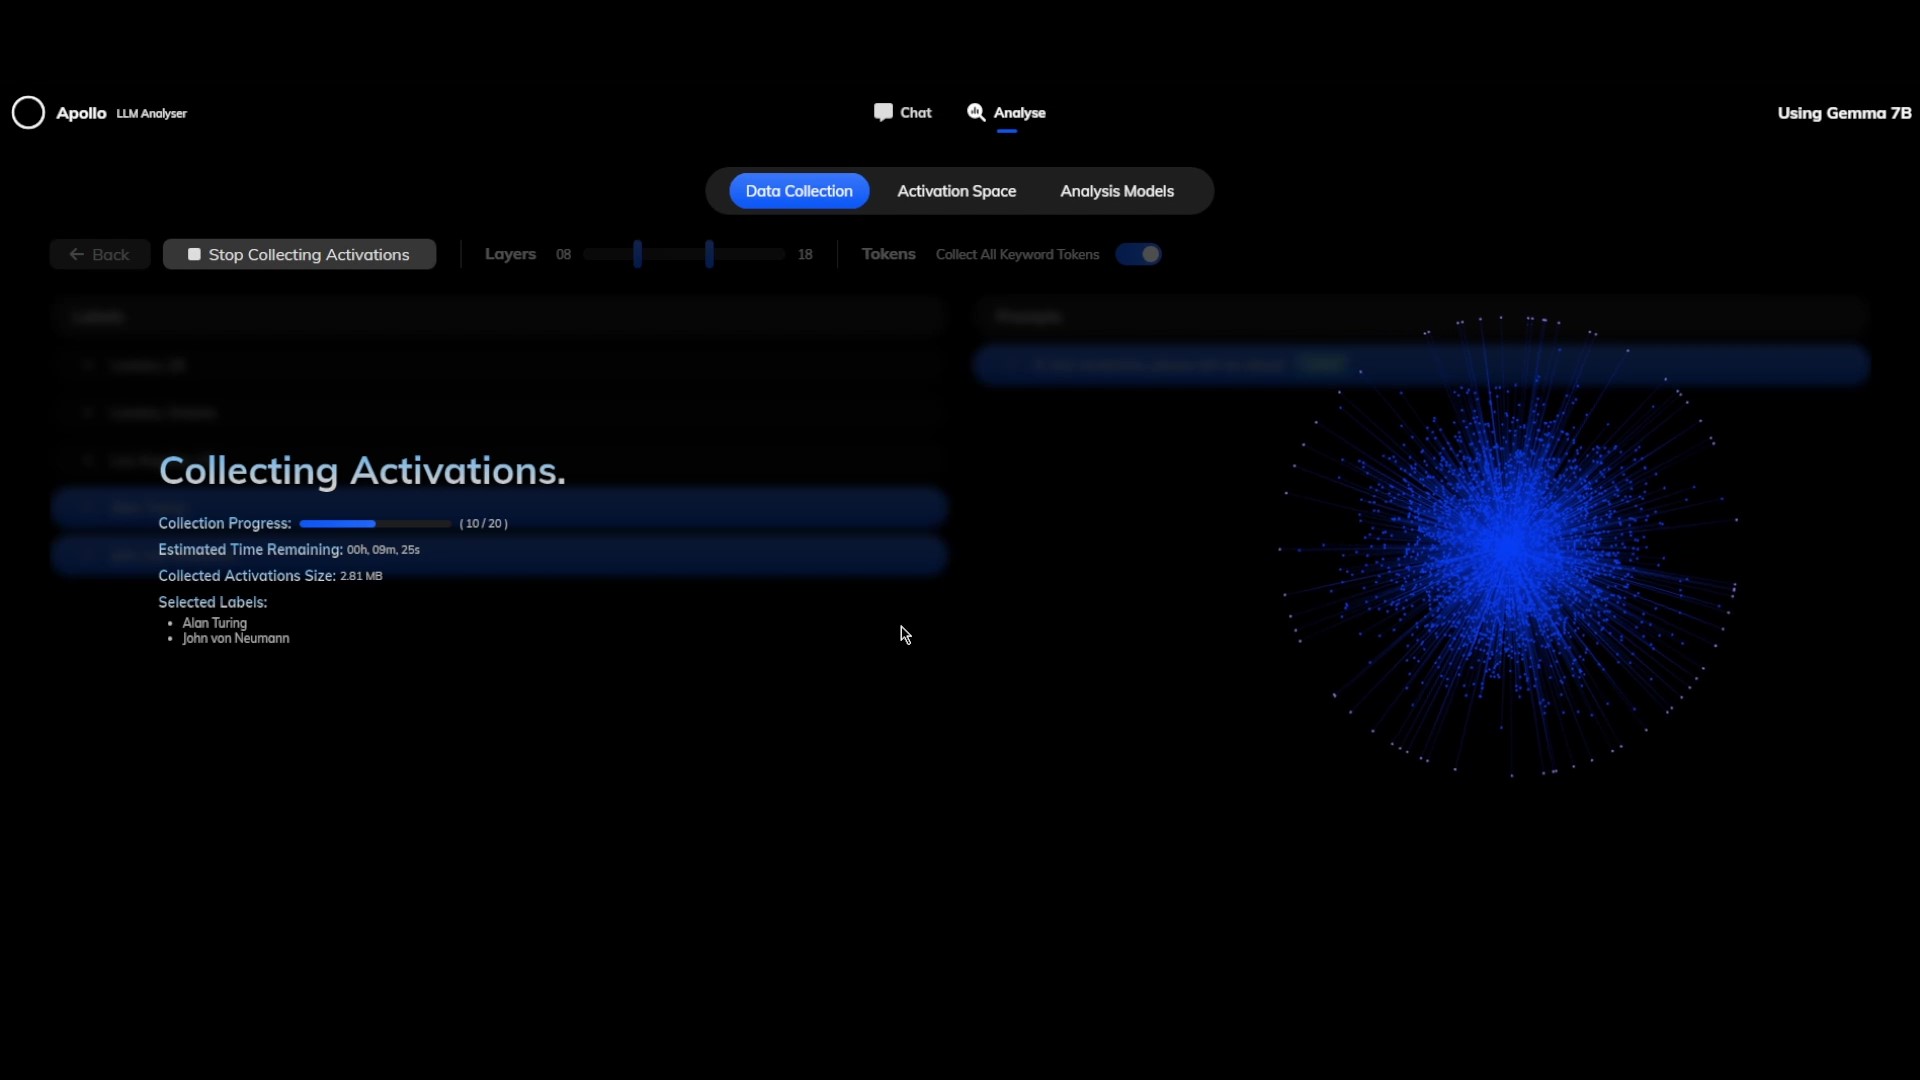 Apollo LLM Analyser
Chat
Analyse
Using Gemma 7B
Data Collection
Activation Space
Analysis Models
Back
Stop Collecting Activations
Layers 08 18
Tokens Collect All Keyword Tokens
Labels
Prompts
Collecting Activations.
Collection Progress: ( 10 / 20 )
Estimated Time Remaining: 00h, 09m, 25s
Collected Activations Size: 2.81 MB
Selected Labels:
• Alan Turing
• John von Neumann